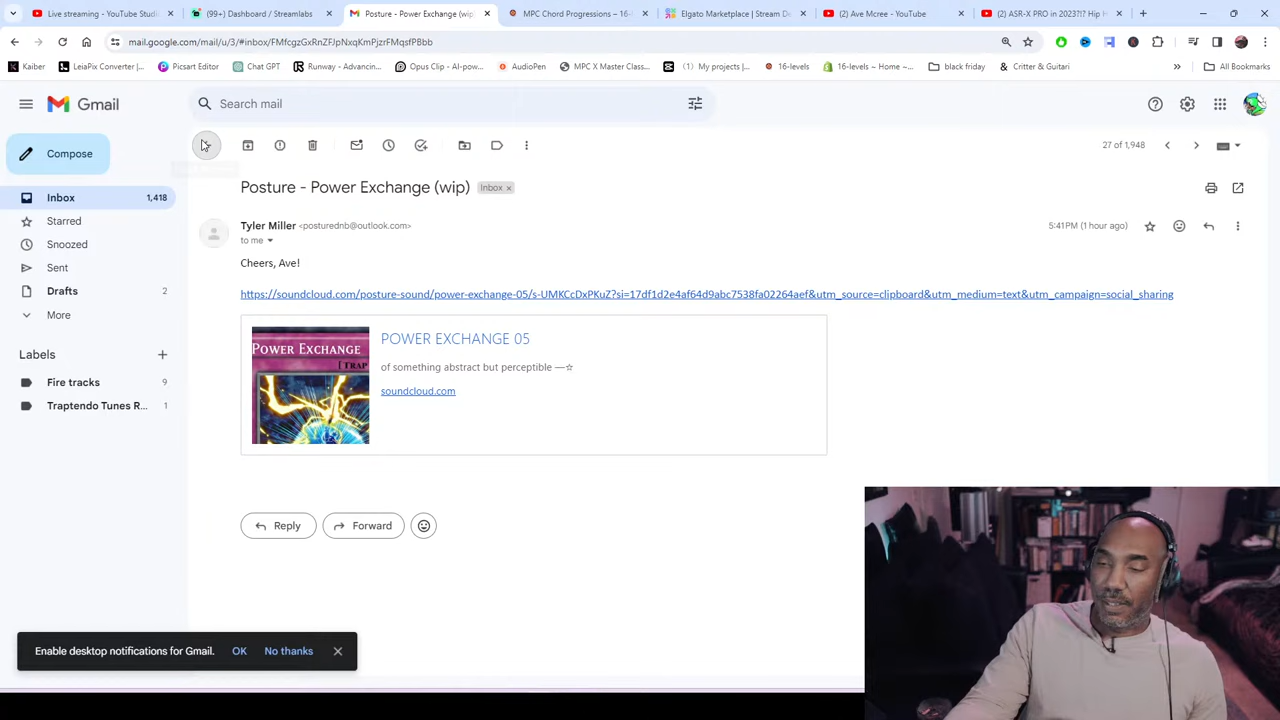 Live streaming - YouTube Studi
(99+) Dashboard / Streamlabs
Posture - Power Exchange (wip)
MPC Chord Progressions – 16-l
Elgato Marketplace | Stream De
(2) Ave Mcree - YouTube
(2) ASR-X PRO in 2023?!? Hip H
mail.google.com/mail/u/3/#inbox/FMfcgzGxRnZFJpNxqKmPjzrFMqsfPBbb
Kaiber
LeiaPix Converter |...
Picsart Editor
Chat GPT
Runway - Advancin...
Opus Clip - AI-pow...
AudioPen
MPC X Master Class...
(1) My projects |...
16-levels
16-levels ~ Home ~...
black friday
Critter & Guitari
All Bookmarks
Gmail
Search mail
Compose
27 of 1,948
Posture - Power Exchange (wip)
Inbox ×
Inbox 1,418
Starred
Snoozed
Sent
Drafts 2
More
Labels
Fire tracks 9
Traptendo Tunes R... 1
Tyler Miller <posturednb@outlook.com>
5:41 PM (1 hour ago)
to me
Cheers, Ave!
https://soundcloud.com/posture-sound/power-exchange-05/s-UMKCcDxPKuZ?si=17df1d2e4af64d9abc7538fa02264aef&utm_source=clipboard&utm_medium=text&utm_campaign=social_sharing
POWER EXCHANGE
[ TRAP
POWER EXCHANGE 05
of something abstract but perceptible —☆
soundcloud.com
Reply
Forward
Enable desktop notifications for Gmail. OK No thanks